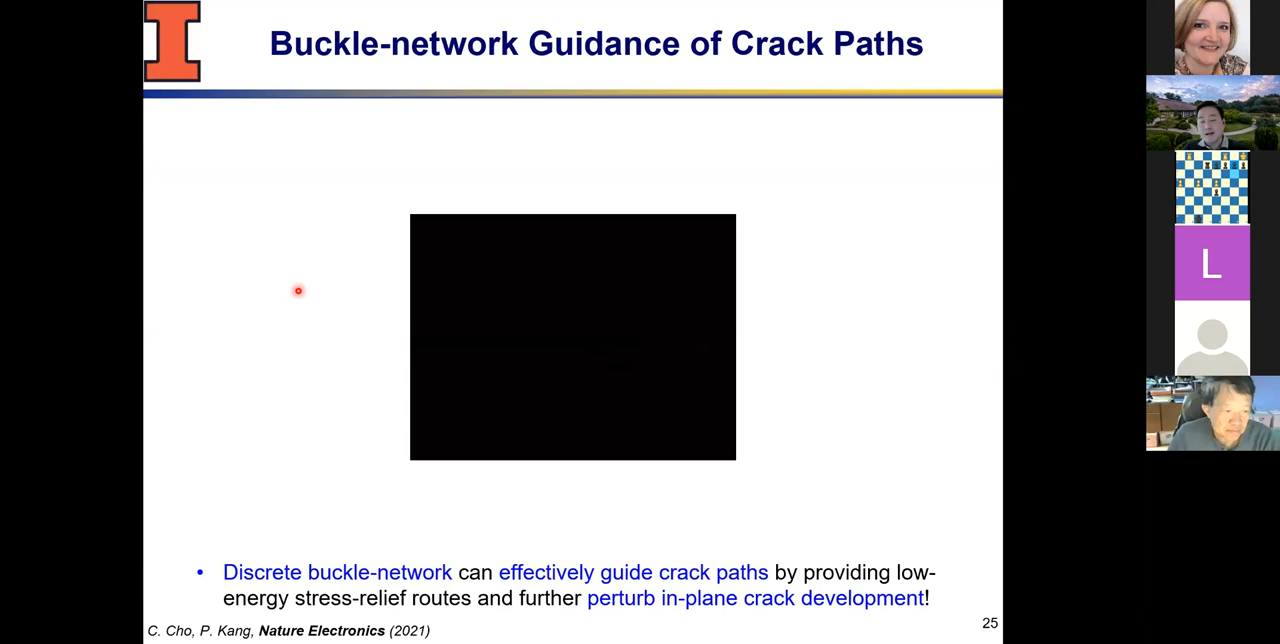 I
Buckle-network Guidance of Crack Paths
L
• Discrete buckle-network can effectively guide crack paths by providing low-
energy stress-relief routes and further perturb in-plane crack development!
C. Cho, P. Kang, Nature Electronics (2021)
25